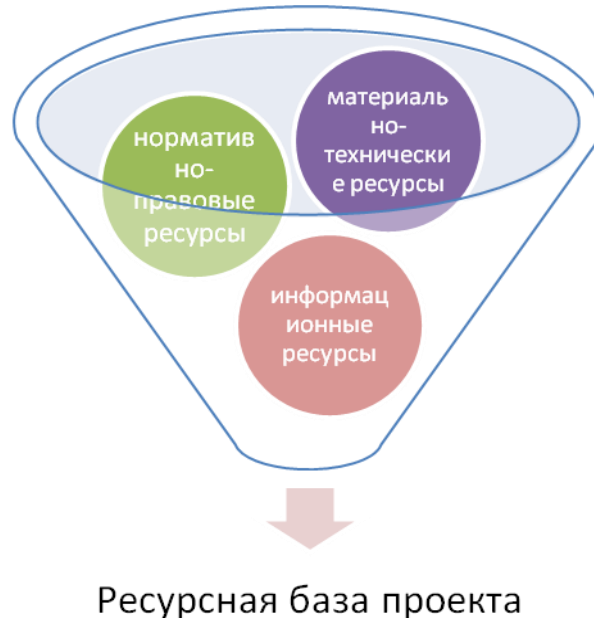 норматив
но-
правовые
ресурсы
материаль
но-
технически
е ресурсы
информац
ионные
ресурсы
Ресурсная база проекта